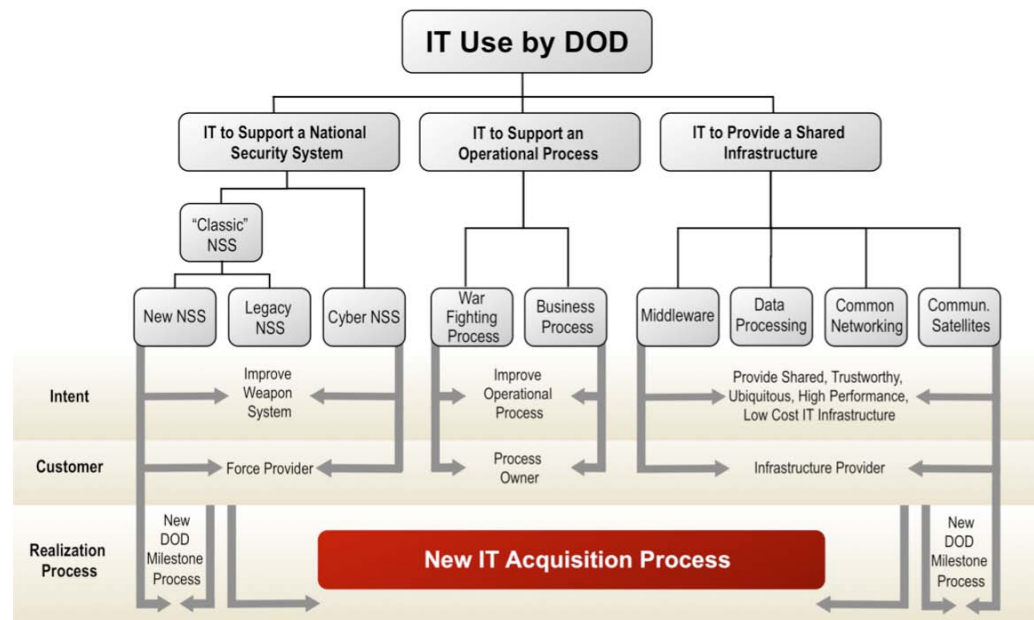 IT Use by DOD
IT to Support a National
Security System
IT to Support an
Operational Process
IT to Provide a Shared
Infrastructure
“Classic”
NSS
New NSS
Legacy
NSS
Cyber NSS
War
Fighting
Process
Business
Process
Middleware
Data
Processing
Common
Networking
Commun.
Satellites
Intent
Improve
Weapon
System
Improve
Operational
Process
Provide Shared, Trustworthy,
Ubiquitous, High Performance,
Low Cost IT Infrastructure
Customer
Force Provider
Process
Owner
Infrastructure Provider
Realization
Process
New
DOD
Milestone
Process
New IT Acquisition Process
New
DOD
Milestone
Process